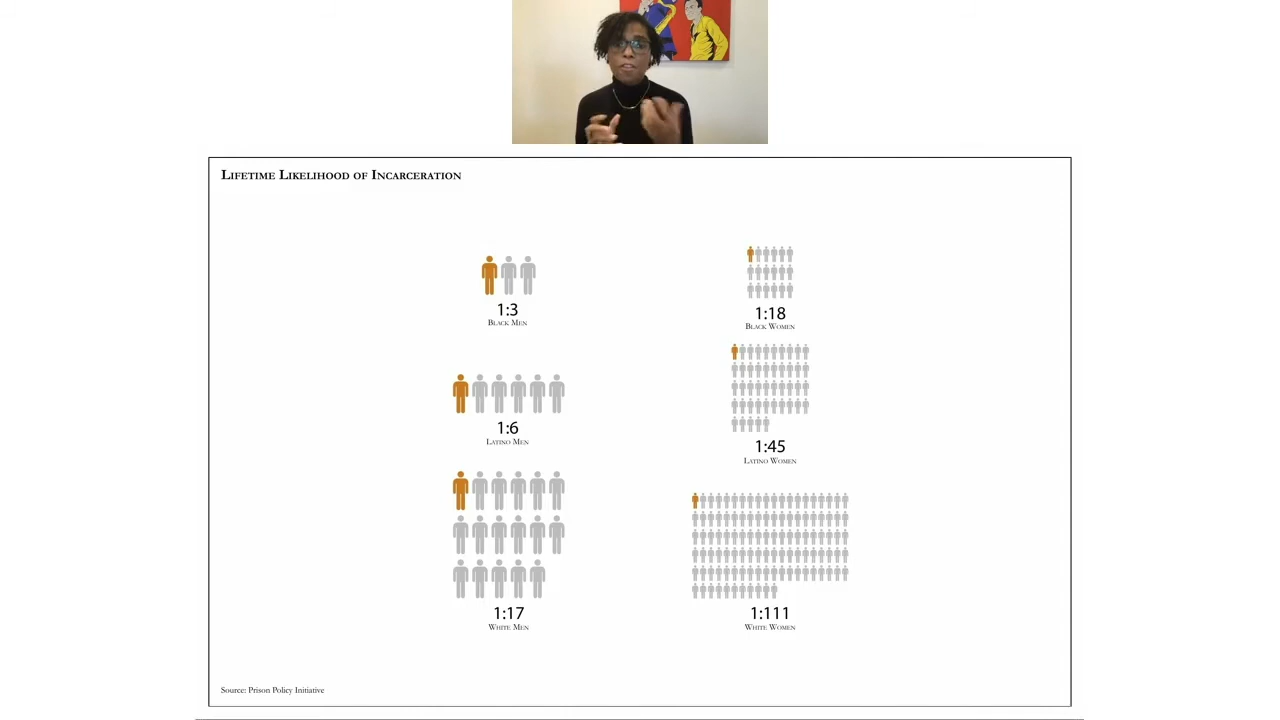 Lifetime Likelihood of Incarceration
1:3
Black Men
1:18
Black Women
1:6
Latino Men
1:45
Latino Women
1:17
White Men
1:111
White Women
Source: Prison Policy Initiative